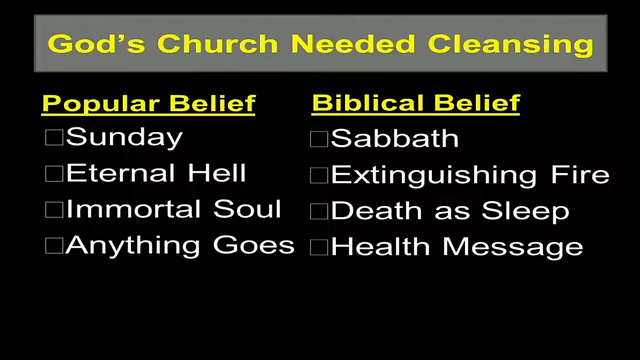 God's Church Needed Cleansing
Popular Belief
☐Sunday
☐Eternal Hell
☐Immortal Soul
☐Anything Goes
Biblical Belief
☐Sabbath
☐Extinguishing Fire
☐Death as Sleep
☐Health Message